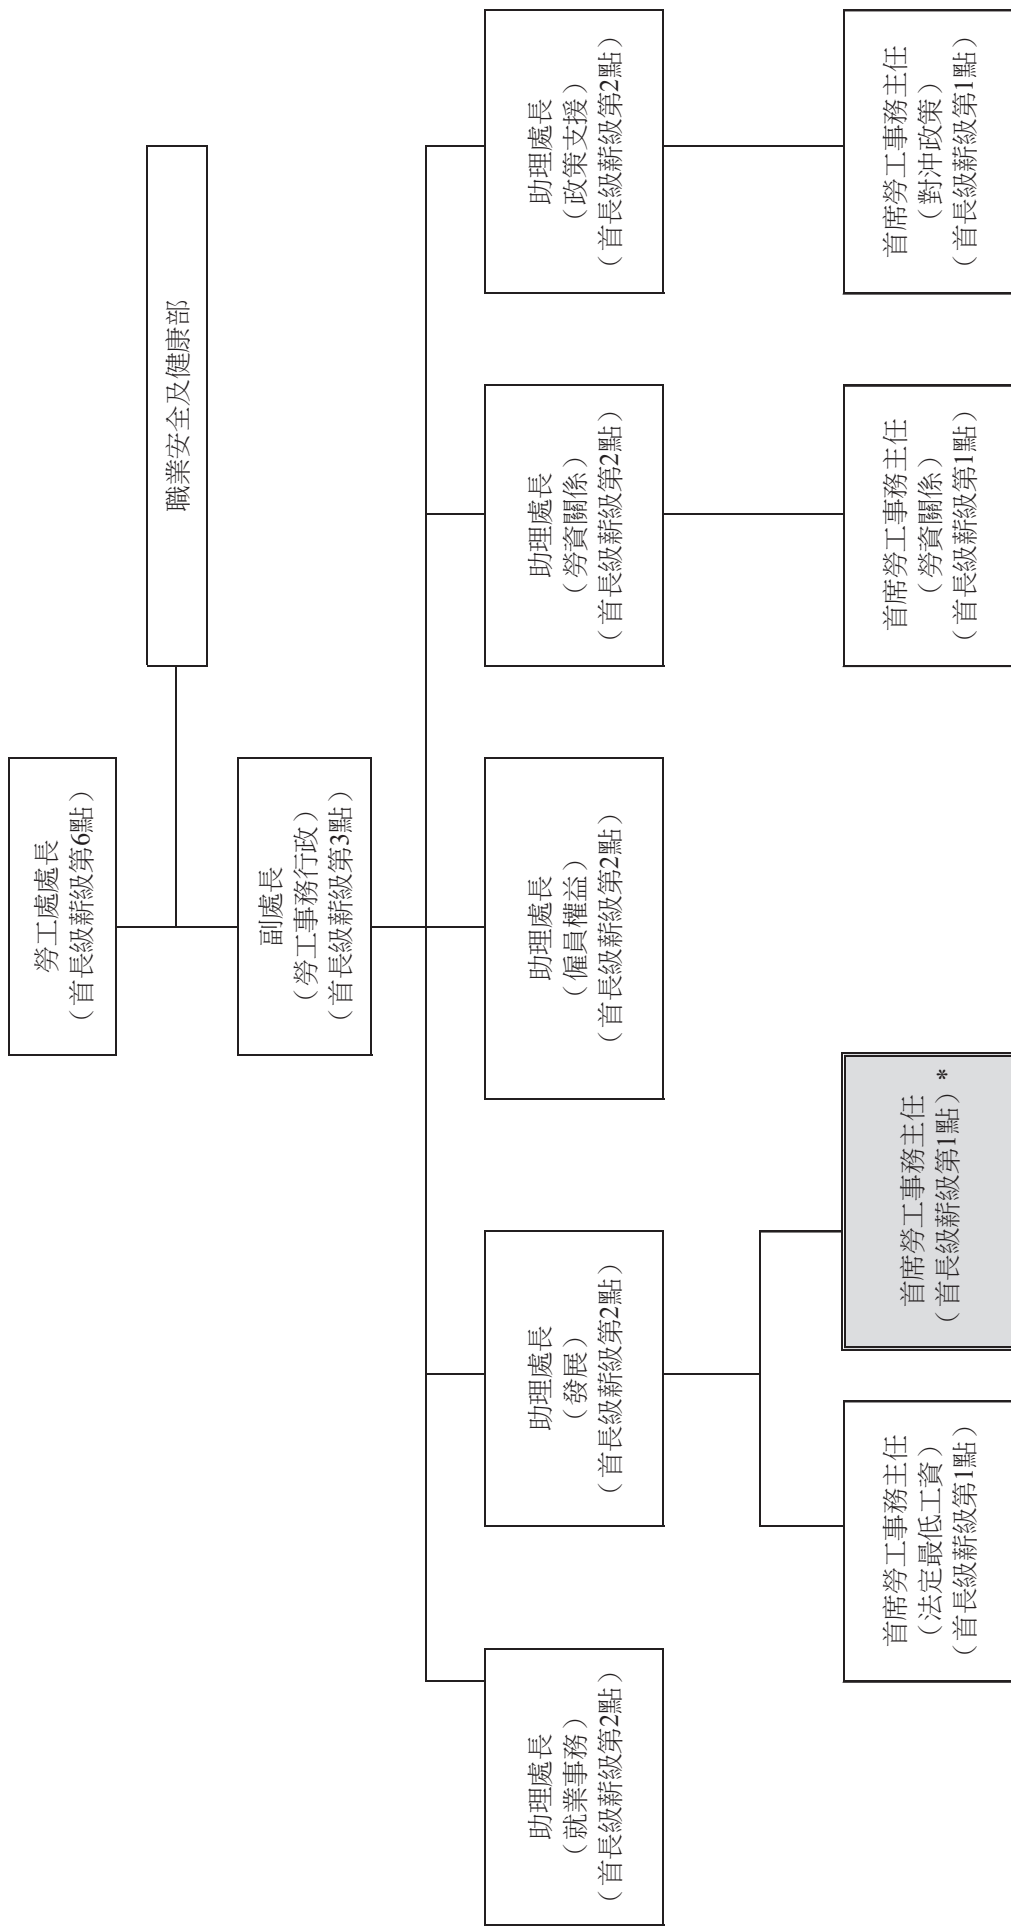 勞工處處長
（首長級薪級第6點）
職業安全及健康部
副處長
（勞工事務行政）
（首長級薪級第3點）
助理處長
（就業事務）
（首長級薪級第2點）
助理處長
（發展）
（首長級薪級第2點）
助理處長
（僱員權益）
（首長級薪級第2點）
助理處長
（勞資關係）
（首長級薪級第2點）
助理處長
（政策支援）
（首長級薪級第2點）
首席勞工事務主任
（法定最低工資）
（首長級薪級第1點）
首席勞工事務主任
（首長級薪級第1點）*
首席勞工事務主任
（勞資關係）
（首長級薪級第1點）
首席勞工事務主任
（對沖政策）
（首長級薪級第1點）